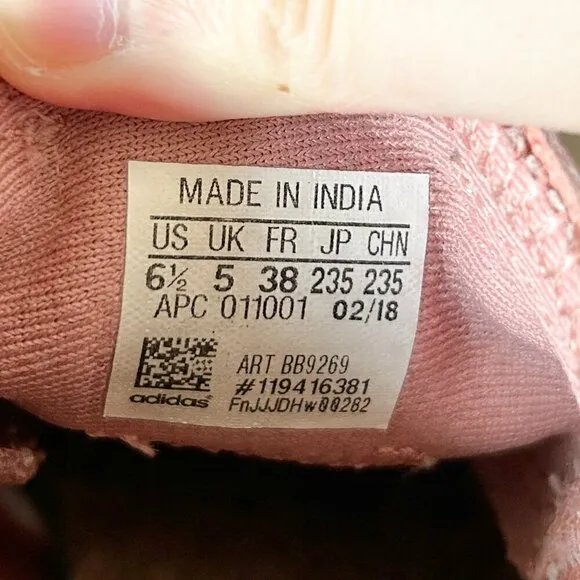 MADE IN INDIA
US UK FR JP CHN
6½ 5 38 235 235
APC 011001 02/18
ART BB9269
#119416381
adidas FnJJJDHw00282